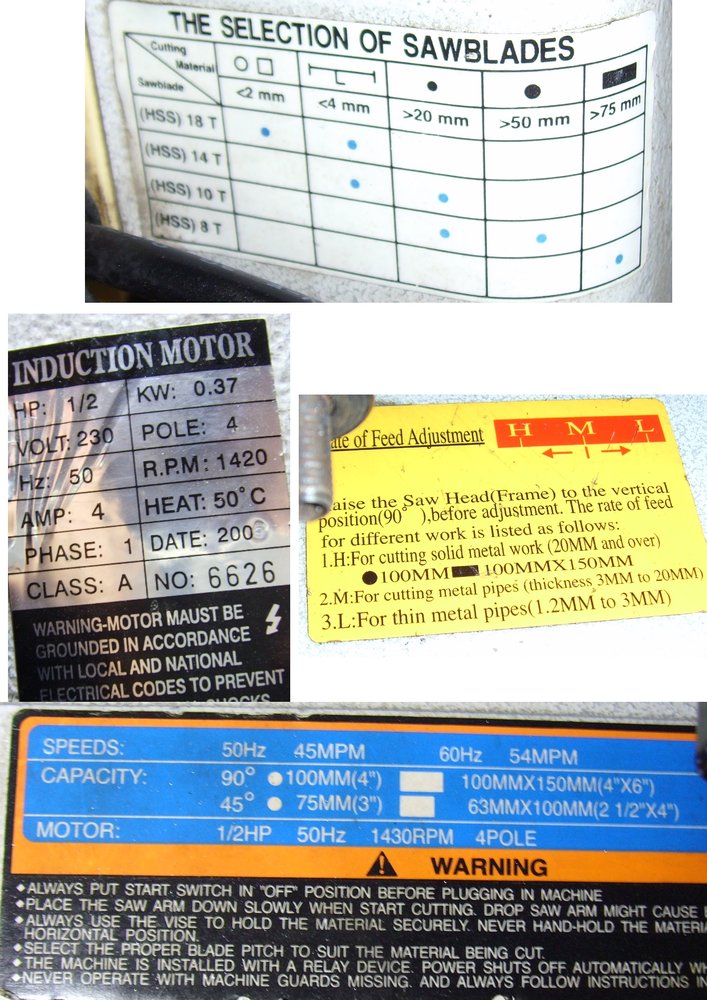 THE SELECTION OF SAWBLADES
Cutting
Material
Sawblade
L
<2 mm <4 mm >20 mm >50 mm >75 mm
(HSS) 18 T
(HSS) 14 T
(HSS) 10 T
(HSS) 8 T
INDUCTION MOTOR
HP: 1/2 KW: 0.37
VOLT: 230 POLE: 4
Hz: 50 R.P.M: 1420
AMP: 4 HEAT: 50°C
PHASE: 1 DATE: 2006
CLASS: A NO: 6626
WARNING-MOTOR MAUST BE
GROUNDED IN ACCORDANCE
WITH LOCAL AND NATIONAL
ELECTRICAL CODES TO PREVENT
SHOCKS
ate of Feed Adjustment H M L
aise the Saw Head(Frame) to the vertical
position(90°),before adjustment. The rate of feed
for different work is listed as follows:
1.H:For cutting solid metal work (20MM and over)
100MM 100MMX150MM
2.M:For cutting metal pipes (thickness 3MM to 20MM)
3.L:For thin metal pipes(1.2MM to 3MM)
SPEEDS: 50Hz 45MPM 60Hz 54MPM
CAPACITY: 90° 100MM(4") 100MMX150MM(4"X6")
45° 75MM(3") 63MMX100MM(2 1/2"X4")
MOTOR: 1/2HP 50Hz 1430RPM 4POLE
WARNING
ALWAYS PUT START SWITCH IN "OFF" POSITION BEFORE PLUGGING IN MACHINE
PLACE THE SAW ARM DOWN SLOWLY WHEN START CUTTING. DROP SAW ARM MIGHT CAUSE
ALWAYS USE THE VISE TO HOLD THE MATERIAL SECURELY. NEVER HAND-HOLD THE MATERIA
HORIZONTAL POSITION.
SELECT THE PROPER BLADE PITCH TO SUIT THE MATERIAL BEING CUT.
THE MACHINE IS INSTALLED WITH A RELAY DEVICE. POWER SHUTS OFF AUTOMATICALLY WH
NEVER OPERATE WITH MACHINE GUARDS MISSING. AND ALWAYS FOLLOW INSTRUCTIONS IN